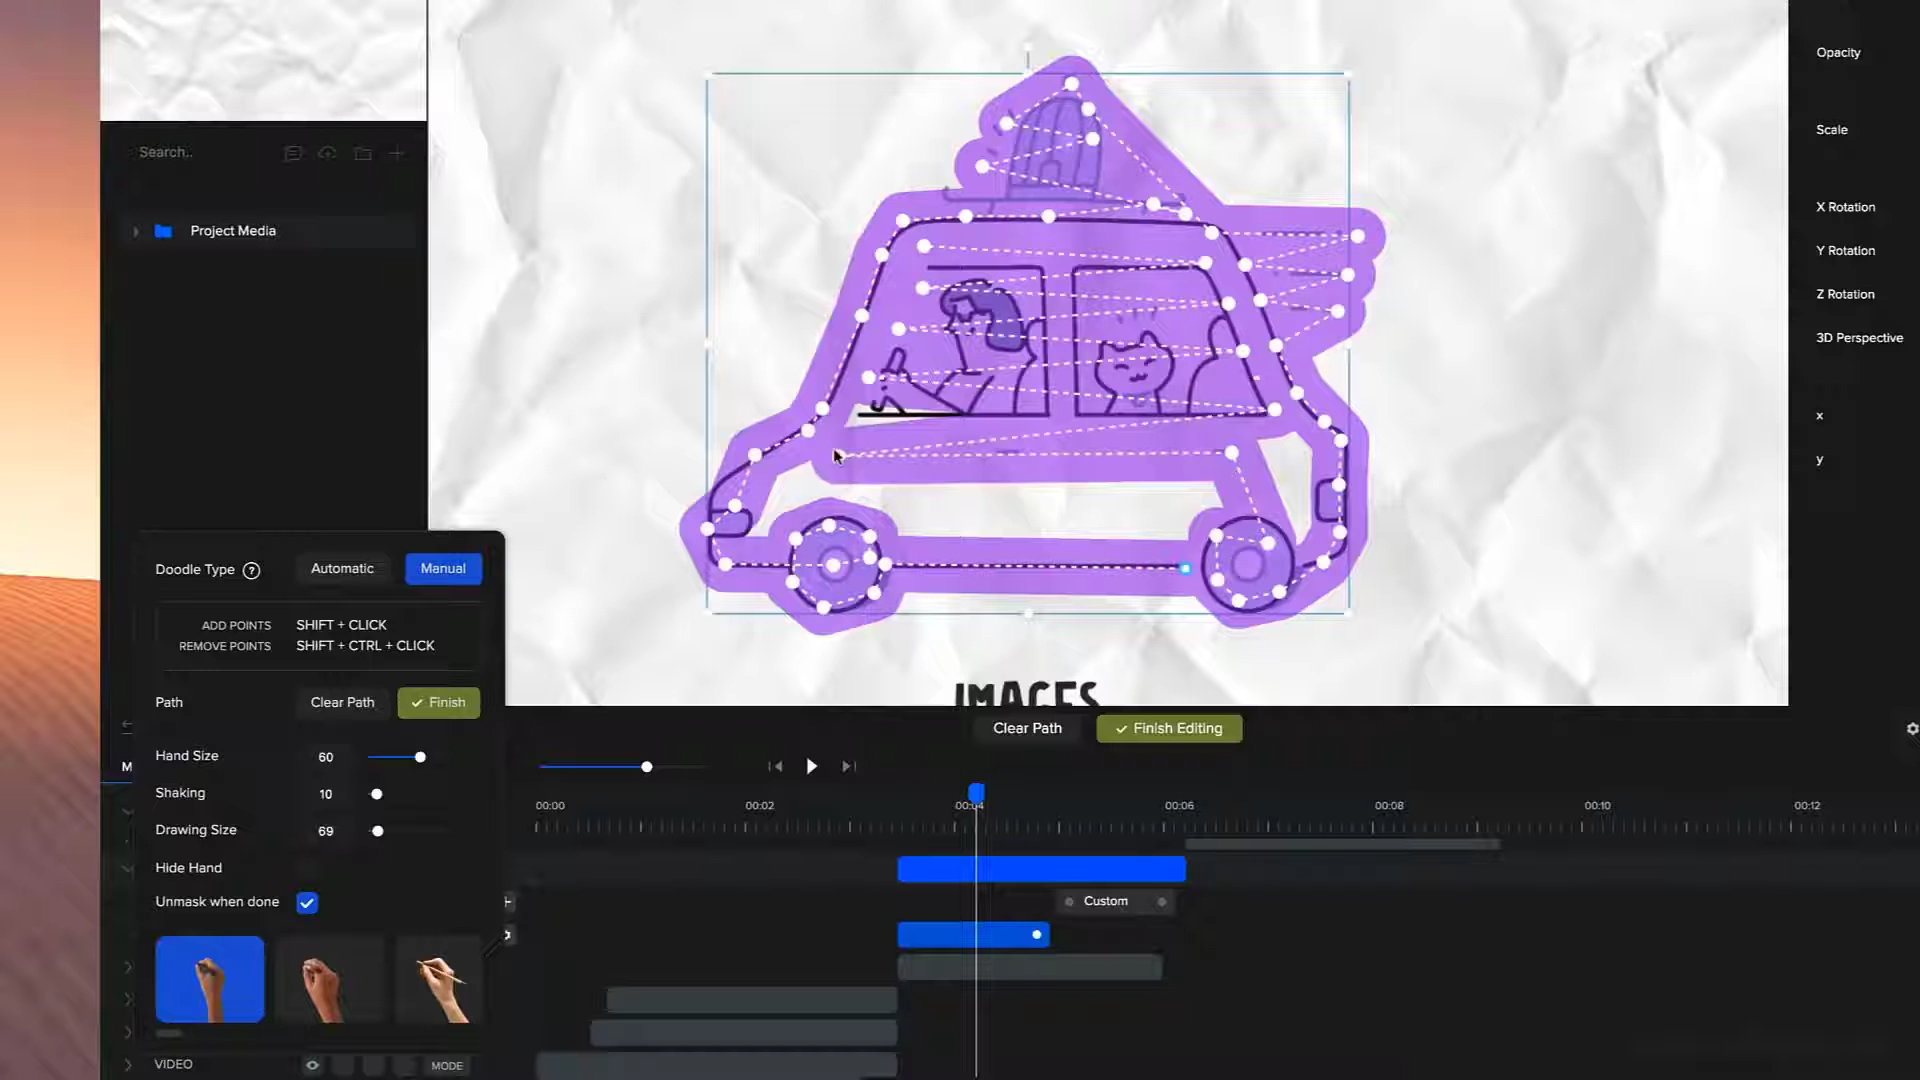 Opacity
Search..
Scale
X Rotation
Project Media
Y Rotation
Z Rotation
3D Perspective
x
y
Doodle Type ?
Automatic
Manual
ADD POINTS SHIFT + CLICK
REMOVE POINTS SHIFT + CTRL + CLICK
IMAGES
Path
Clear Path
Finish
Clear Path
Finish Editing
Hand Size 60
M
Shaking 10
00:00 00:02 00:04 00:06 00:08 00:10 00:12
Drawing Size 69
Hide Hand
Unmask when done
Custom
VIDEO
MODE